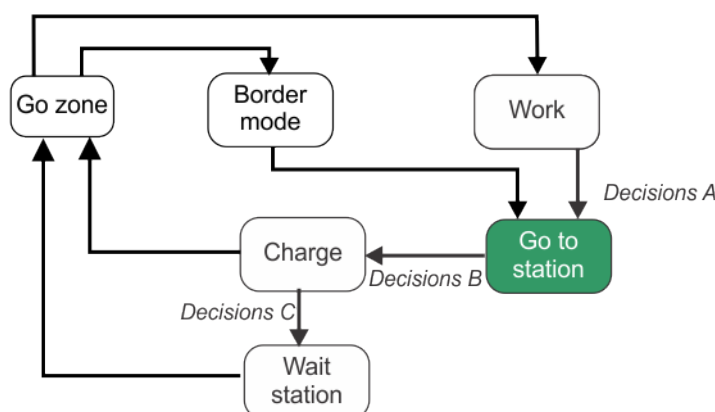 Go zone
Border
mode
Work
Decisions A
Go to
station
Charge
Decisions B
Decisions C
Wait
station